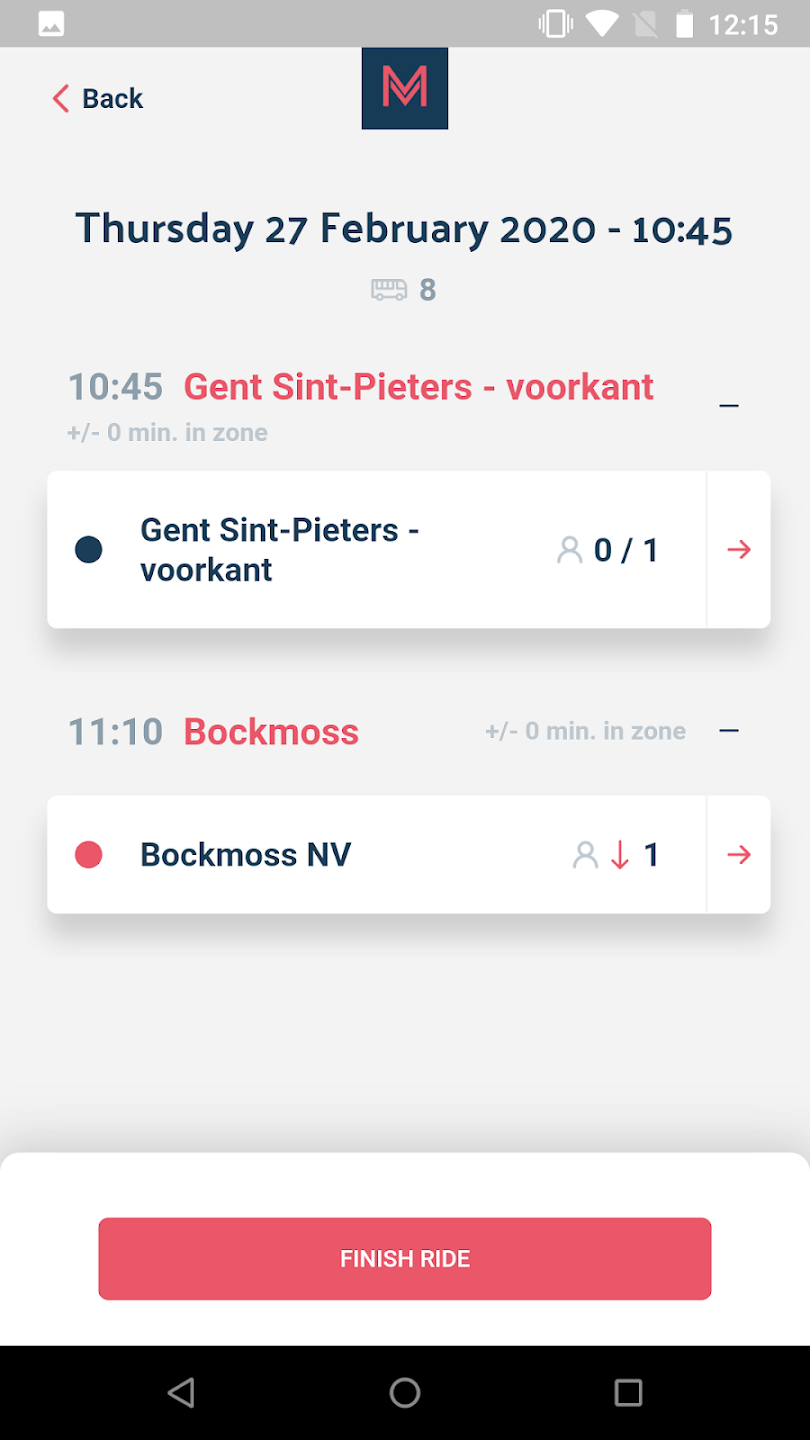 12:15
Back
Thursday 27 February 2020 - 10:45
8
10:45 Gent Sint-Pieters - voorkant
+/- 0 min. in zone
Gent Sint-Pieters -
voorkant
0 / 1
11:10 Bockmoss +/- 0 min. in zone
Bockmoss NV
1
FINISH RIDE